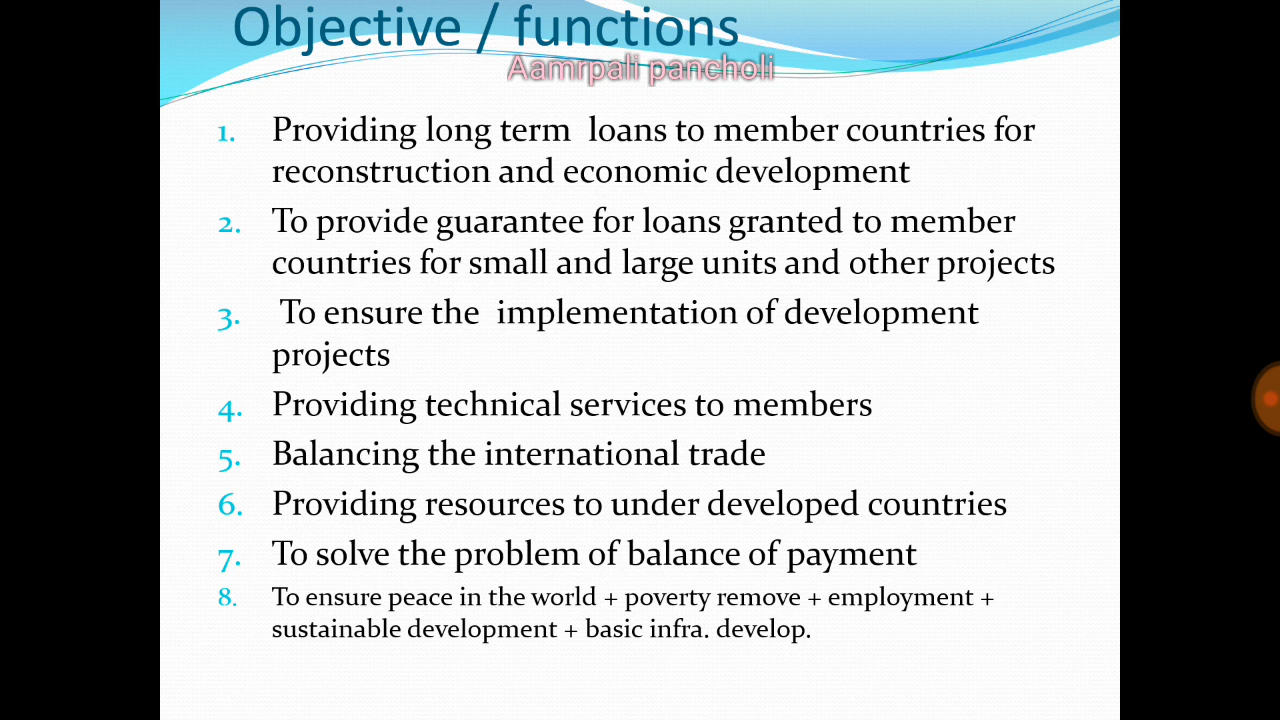 Objective / functions
Aamrpali pancholi
1. Providing long term loans to member countries for
reconstruction and economic development
2. To provide guarantee for loans granted to member
countries for small and large units and other projects
3. To ensure the implementation of development
projects
4. Providing technical services to members
5. Balancing the international trade
6. Providing resources to under developed countries
7. To solve the problem of balance of payment
8. To ensure peace in the world + poverty remove + employment +
sustainable development + basic infra. develop.